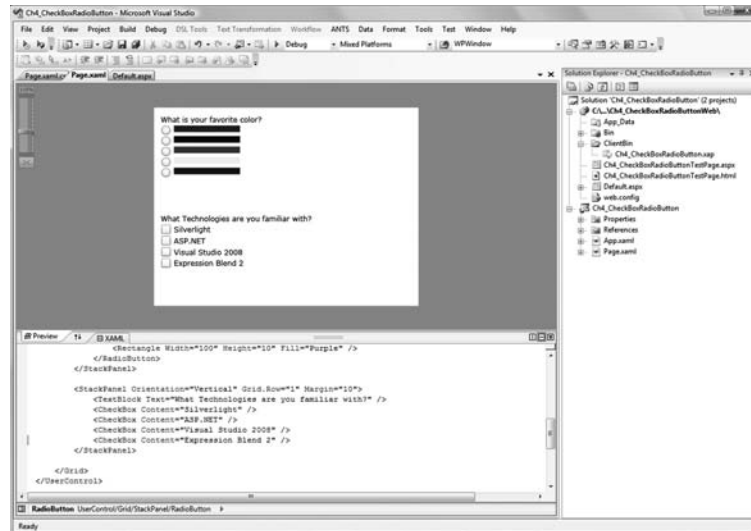 Ch4_CheckBoxRadioButton - Microsoft Visual Studio
File Edit View Project Build Debug DSL Tools Test Transformation Workflow ANTS Data Format Tools Test Window Help
Debug Mixed Platforms WPWindow
Page.xaml.cs* Page.xaml Default.aspx
What is your favorite color?
What Technologies are you familiar with?
Silverlight
ASP.NET
Visual Studio 2008
Expression Blend 2
Preview XAML
<Rectangle Width="100" Height="10" Fill="Purple" />
</RadioButton>
</StackPanel>
<StackPanel Orientation="Vertical" Grid.Row="1" Margin="10">
<TextBlock Text="What Technologies are you familiar with?" />
<CheckBox Content="Silverlight" />
<CheckBox Content="ASP.NET" />
<CheckBox Content="Visual Studio 2008" />
<CheckBox Content="Expression Blend 2" />
</StackPanel>
</Grid>
</UserControl>
RadioButton UserControl/Grid/StackPanel/RadioButton
Ready
Solution Explorer - Ch4_CheckBoxRadioButton
Solution 'Ch4_CheckBoxRadioButton' (2 projects)
C:\...\Ch4_CheckBoxRadioButtonWeb\
App_Data
Bin
ClientBin
Ch4_CheckBoxRadioButton.xap
Ch4_CheckBoxRadioButtonTestPage.aspx
Ch4_CheckBoxRadioButtonTestPage.html
Default.aspx
web.config
Ch4_CheckBoxRadioButton
Properties
References
App.xaml
Page.xaml